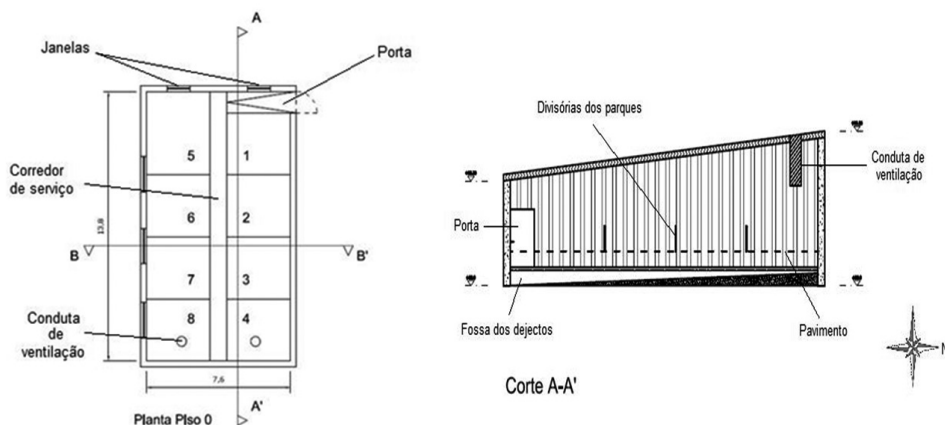 A
Janelas
Porta
5
1
Corredor
de serviço
6
2
13,8
B
B'
7
3
8
4
Conduta
de
ventilação
7,6
A'
Planta Piso 0
Divisórias dos parques
Conduta de
ventilação
Porta
Fossa dos dejectos
Pavimento
N
Corte A-A'